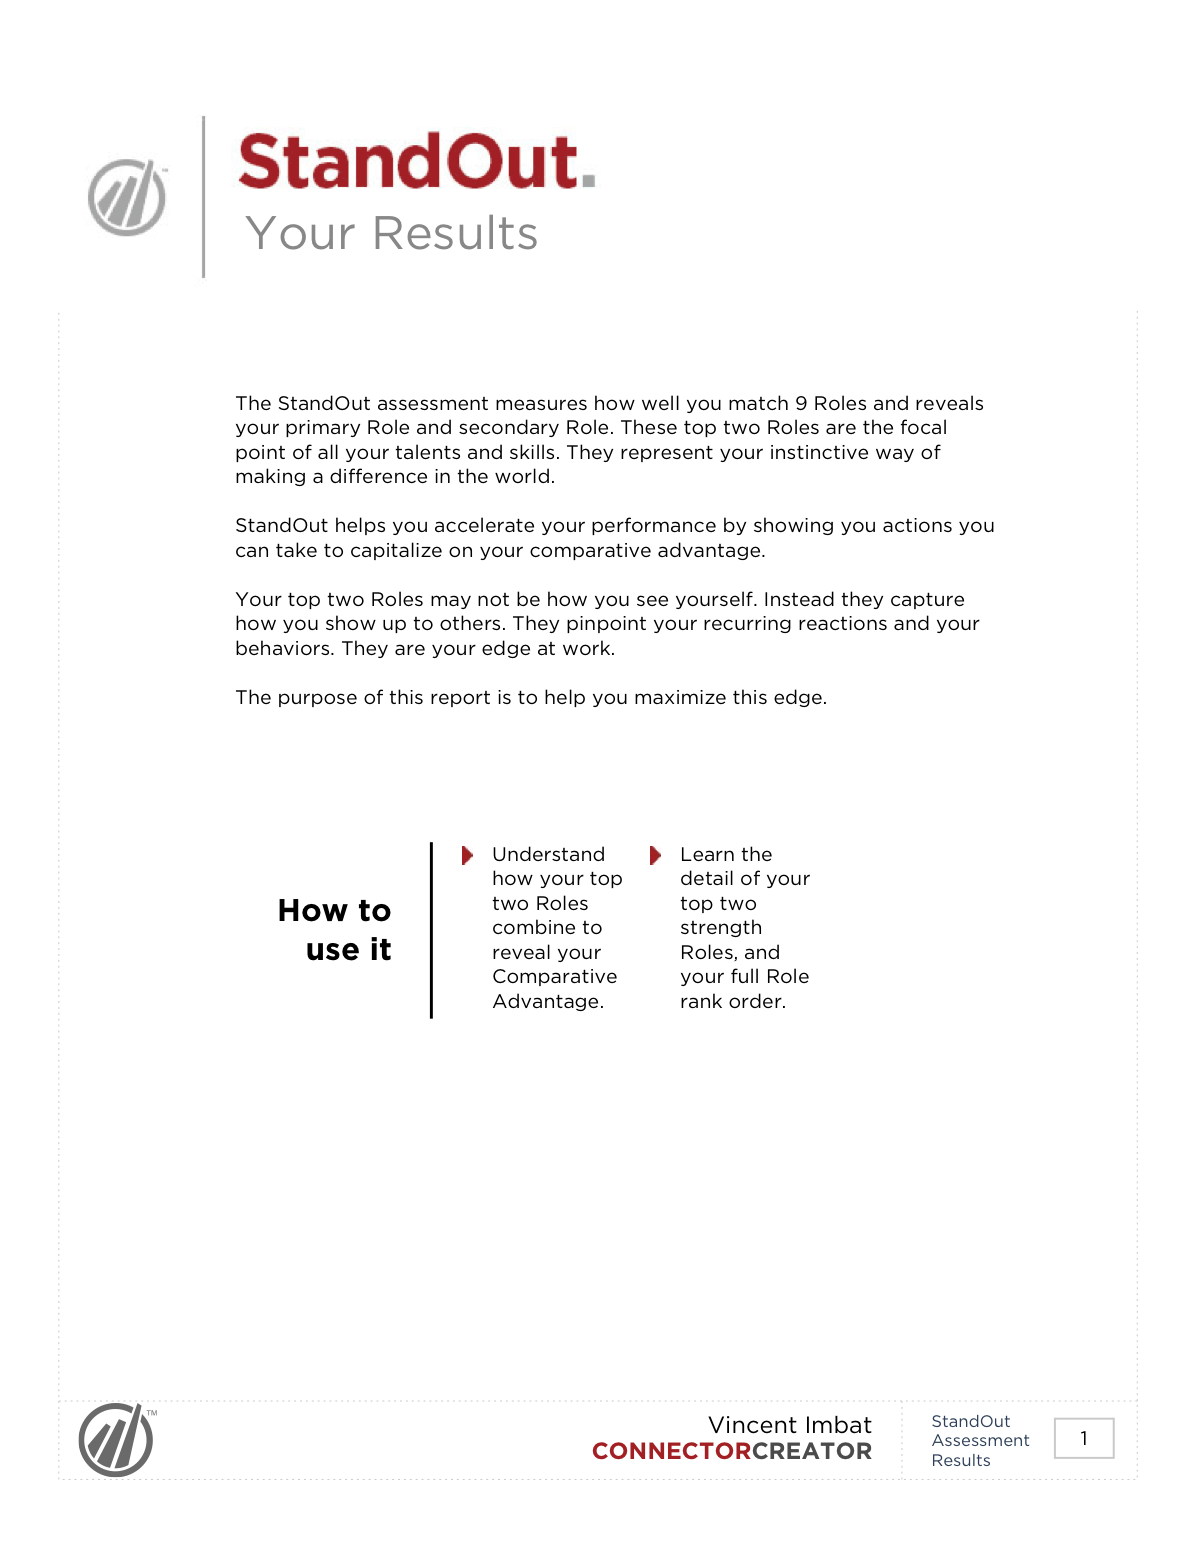 StandOut.
Your Results
The StandOut assessment measures how well you match 9 Roles and reveals
your primary Role and secondary Role. These top two Roles are the focal
point of all your talents and skills. They represent your instinctive way of
making a difference in the world.
StandOut helps you accelerate your performance by showing you actions you
can take to capitalize on your comparative advantage.
Your top two Roles may not be how you see yourself. Instead they capture
how you show up to others. They pinpoint your recurring reactions and your
behaviors. They are your edge at work.
The purpose of this report is to help you maximize this edge.
How to
use it
Understand
how your top
two Roles
combine to
reveal your
Comparative
Advantage.
Learn the
detail of your
top two
strength
Roles, and
your full Role
rank order.
TM
Vincent Imbat
CONNECTORCREATOR
StandOut
Assessment
Results
1